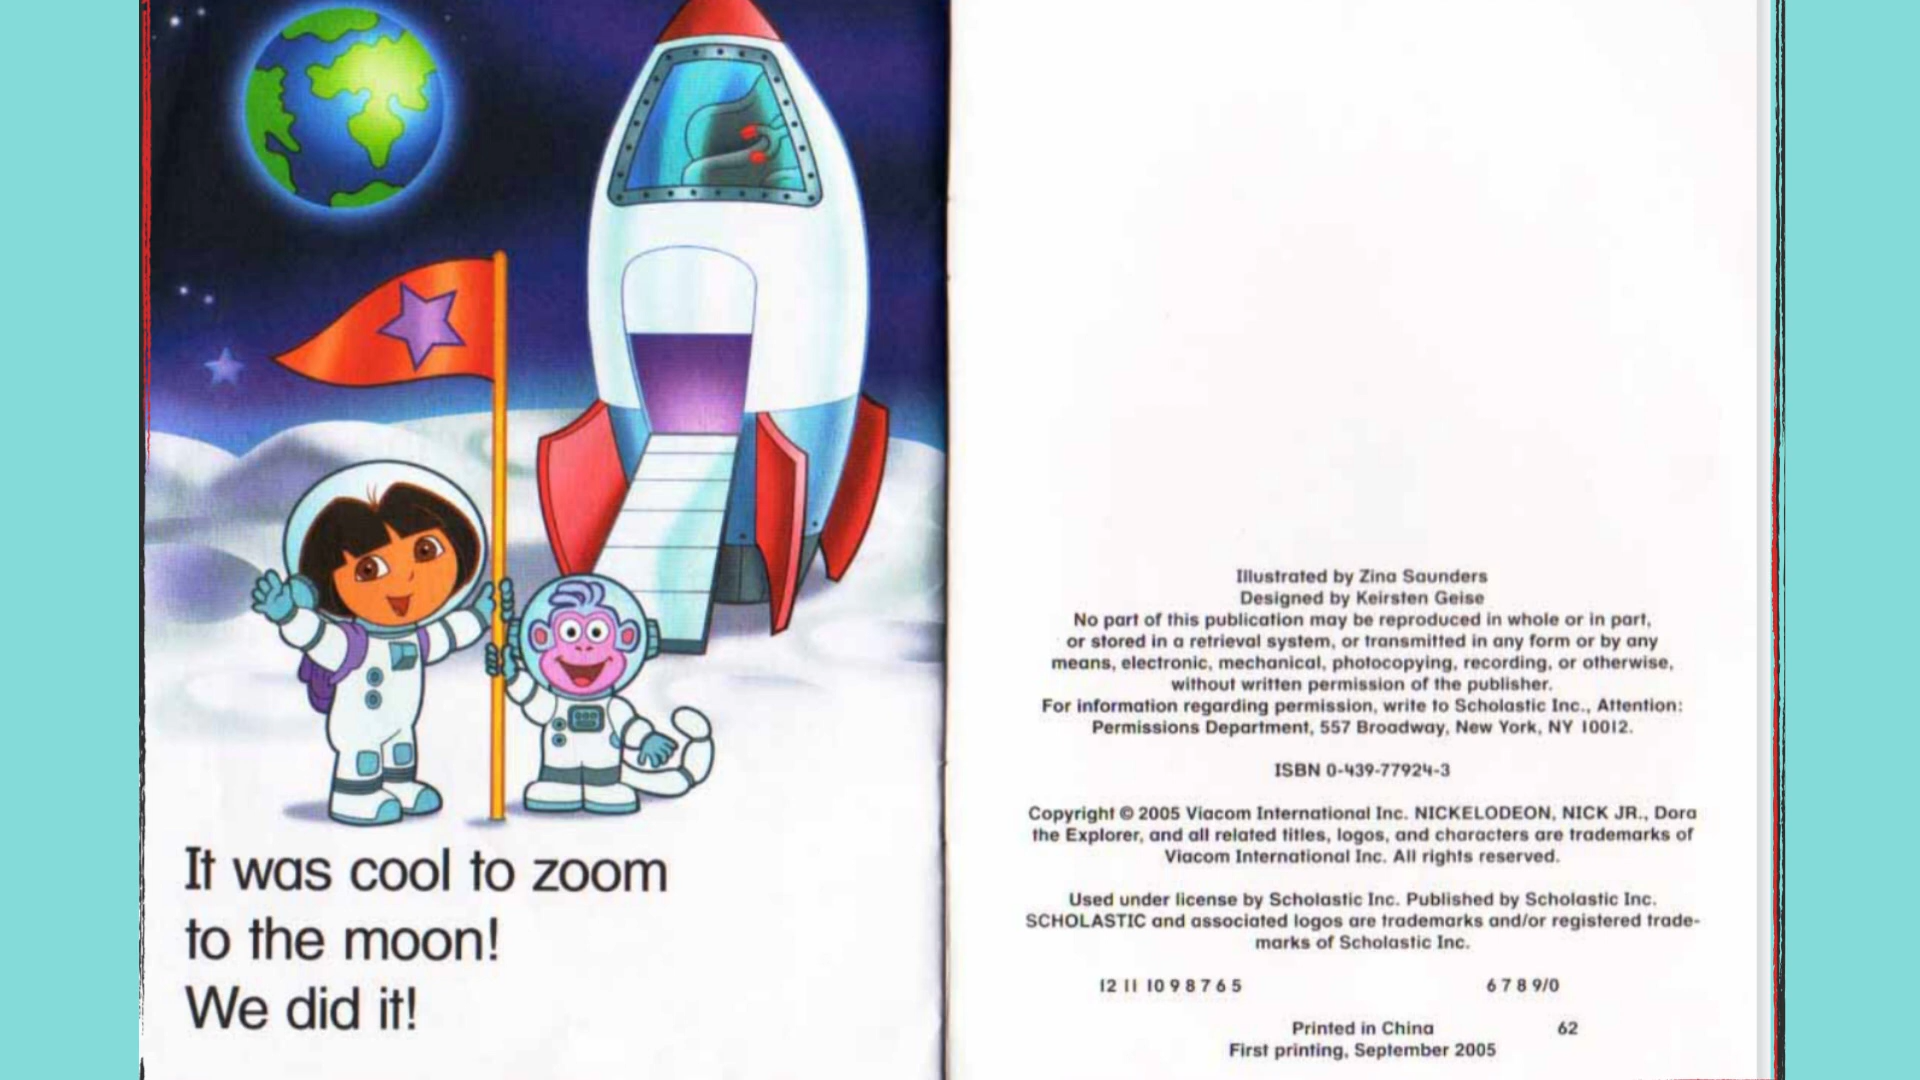 It was cool to zoom
to the moon!
We did it!
Illustrated by Zina Saunders
Designed by Keirsten Geise
No part of this publication may be reproduced in whole or in part,
or stored in a retrieval system, or transmitted in any form or by any
means, electronic, mechanical, photocopying, recording, or otherwise,
without written permission of the publisher.
For information regarding permission, write to Scholastic Inc., Attention:
Permissions Department, 557 Broadway, New York, NY 10012.
ISBN 0-439-77924-3
Copyright © 2005 Viacom International Inc. NICKELODEON, NICK JR., Dora
the Explorer, and all related titles, logos, and characters are trademarks of
Viacom International Inc. All rights reserved.
Used under license by Scholastic Inc. Published by Scholastic Inc.
SCHOLASTIC and associated logos are trademarks and/or registered trade-
marks of Scholastic Inc.
12 11 10 9 8 7 6 5 6 7 8 9/0
Printed in China 62
First printing, September 2005